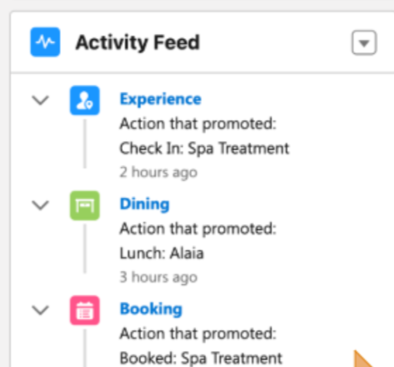 Activity Feed
Experience
Action that promoted:
Check In: Spa Treatment
2 hours ago
Dining
Action that promoted:
Lunch: Alaia
3 hours ago
Booking
Action that promoted:
Booked: Spa Treatment